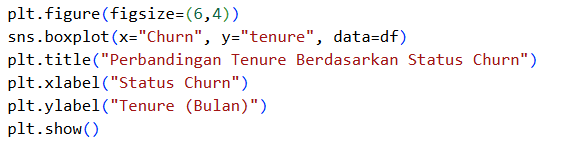 plt.figure(figsize=(6,4))
sns.boxplot(x="Churn", y="tenure", data=df)
plt.title("Perbandingan Tenure Berdasarkan Status Churn")
plt.xlabel("Status Churn")
plt.ylabel("Tenure (Bulan)")
plt.show()